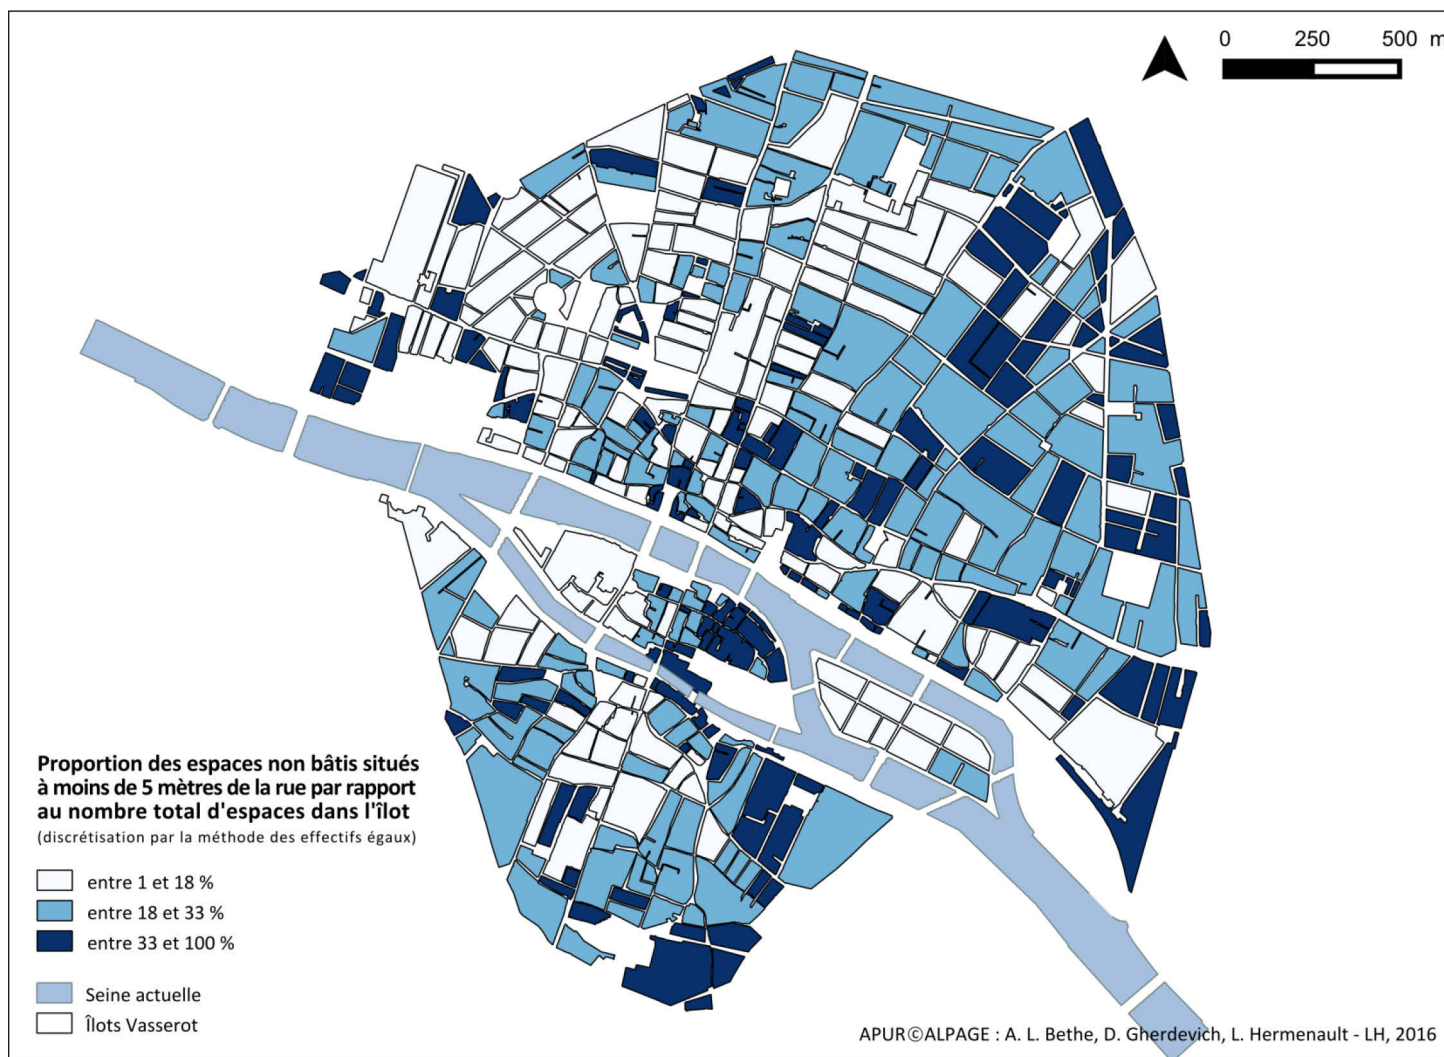 0 250 500 m
Proportion des espaces non bâtis situés
à moins de 5 mètres de la rue par rapport
au nombre total d'espaces dans l'îlot
(discrétisation par la méthode des effectifs égaux)
entre 1 et 18 %
entre 18 et 33 %
entre 33 et 100 %
Seine actuelle
Îlots Vasserot
APUR©ALPAGE : A. L. Bethe, D. Gherdevich, L. Hermenault - LH, 2016